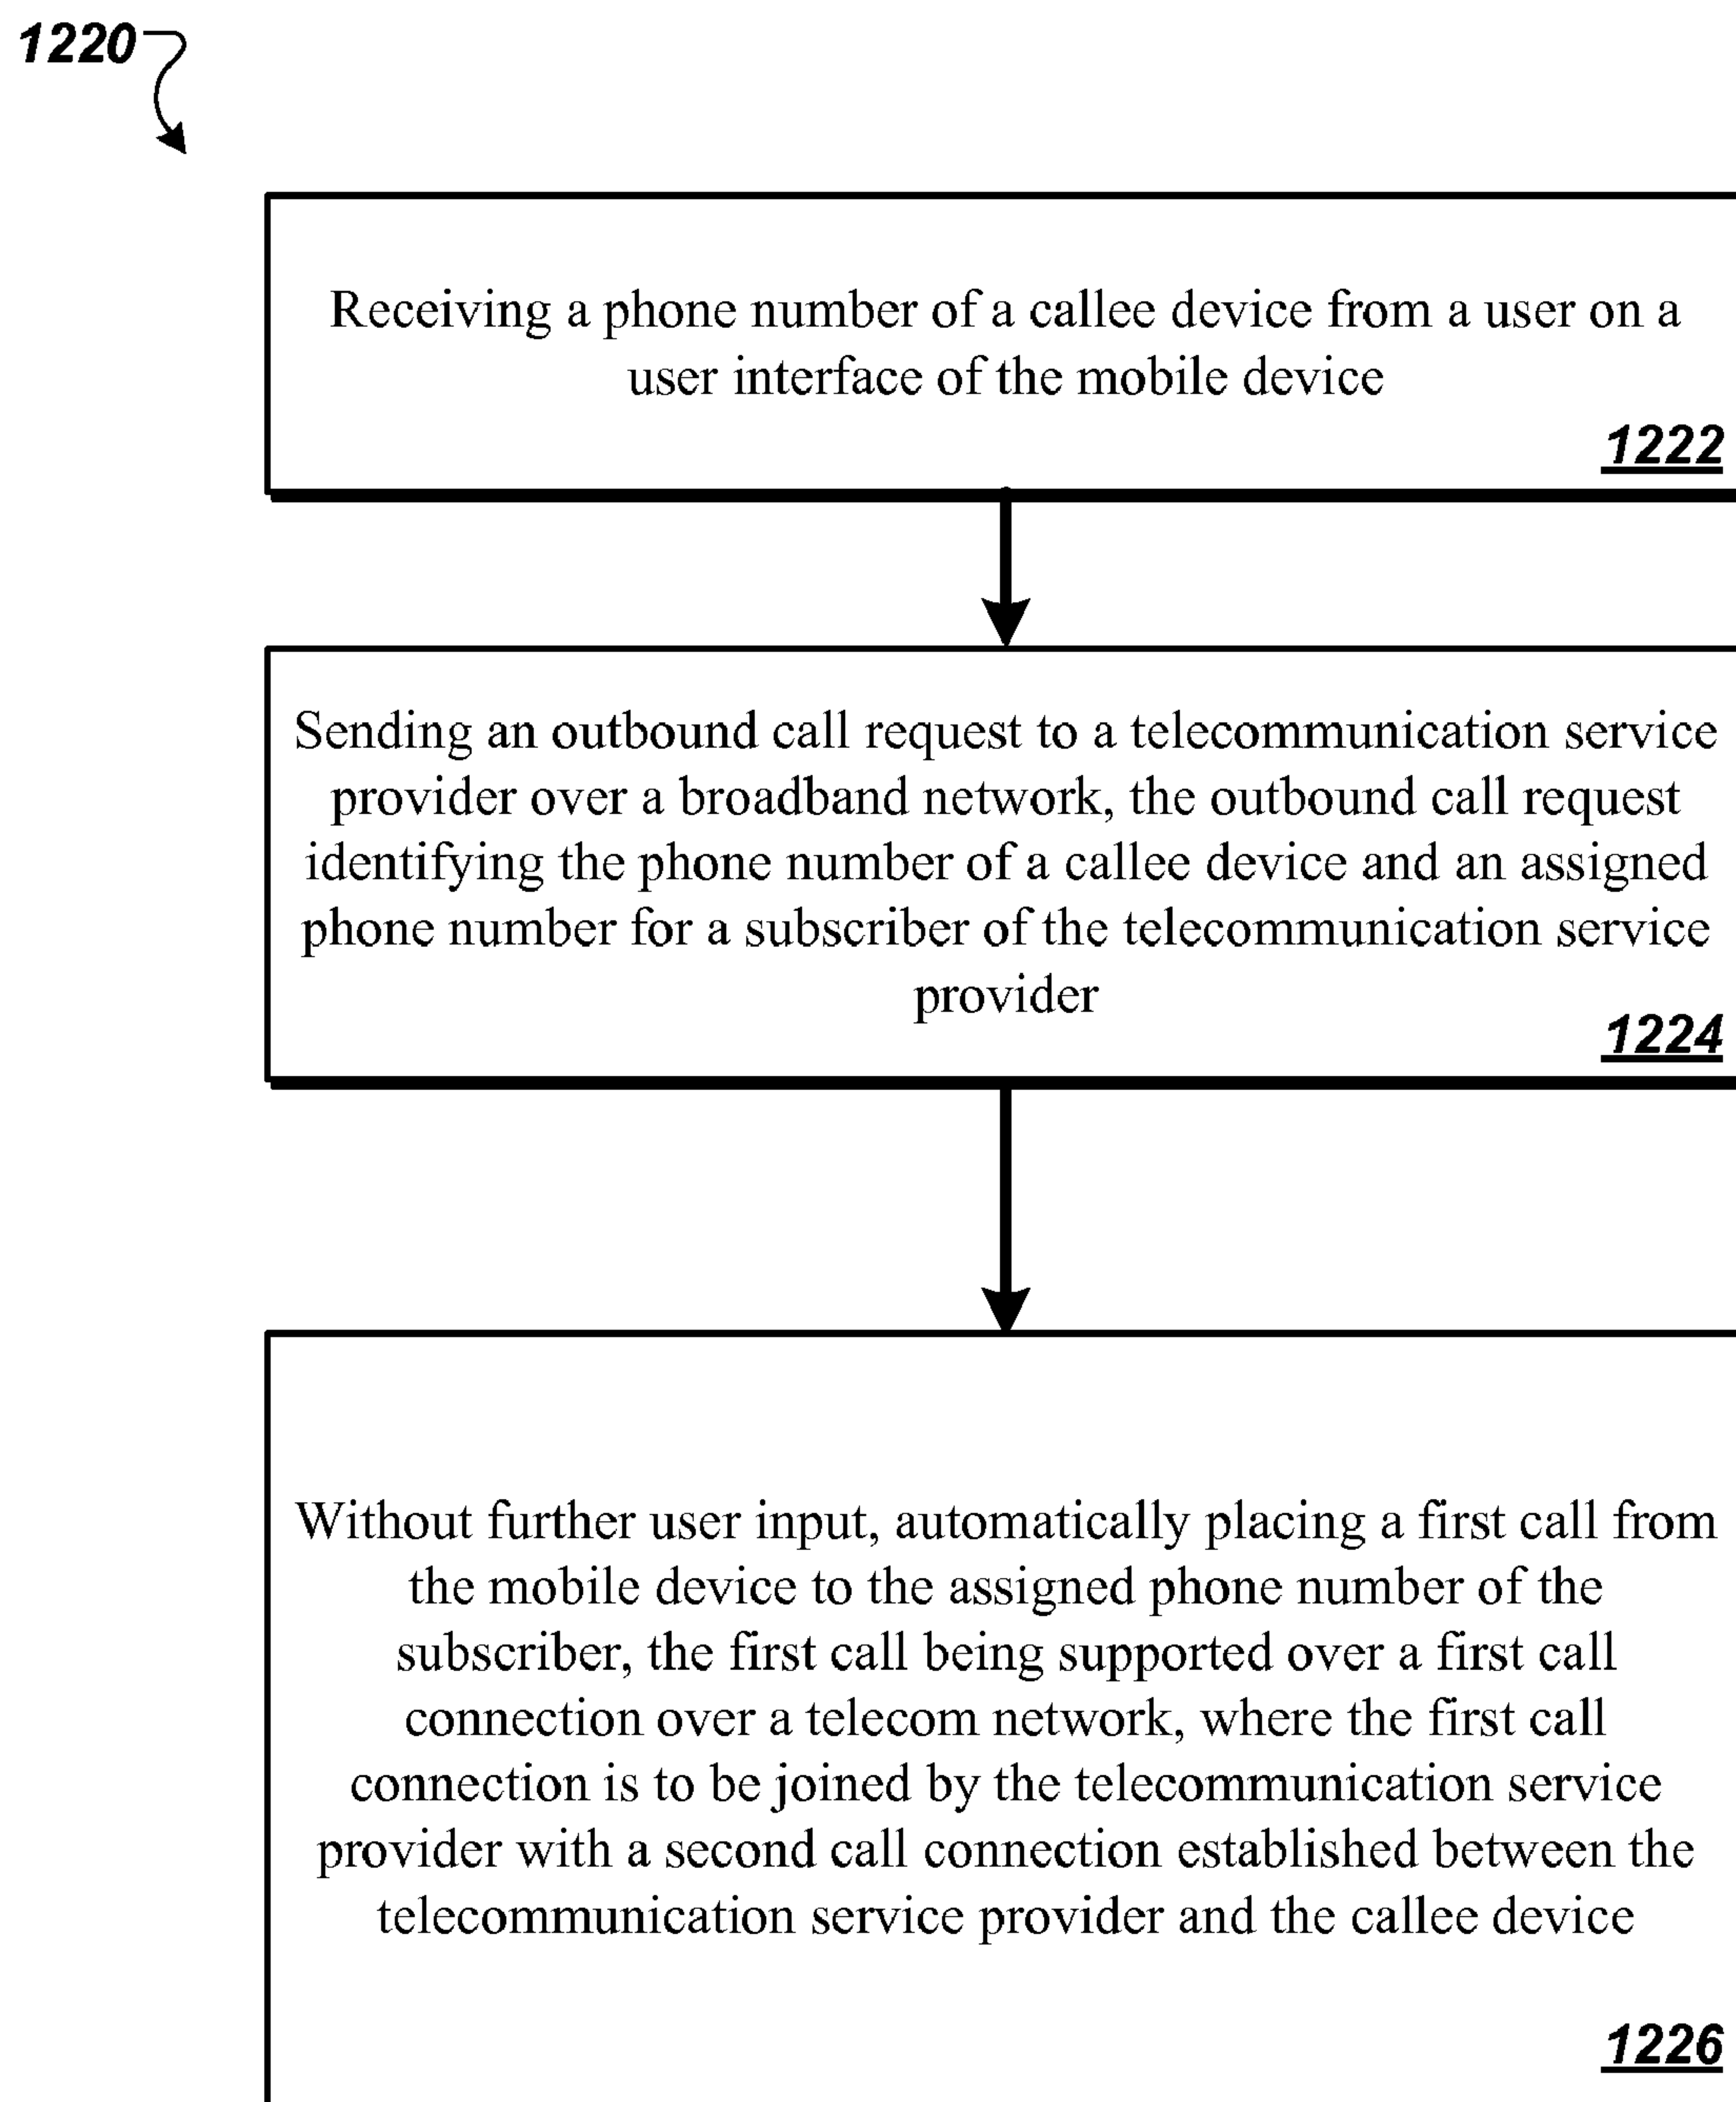 1220
Receiving a phone number of a callee device from a user on a
user interface of the mobile device
1222
Sending an outbound call request to a telecommunication service
provider over a broadband network, the outbound call request
identifying the phone number of a callee device and an assigned
phone number for a subscriber of the telecommunication service
provider
1224
Without further user input, automatically placing a first call from
the mobile device to the assigned phone number of the
subscriber, the first call being supported over a first call
connection over a telecom network, where the first call
connection is to be joined by the telecommunication service
provider with a second call connection established between the
telecommunication service provider and the callee device
1226